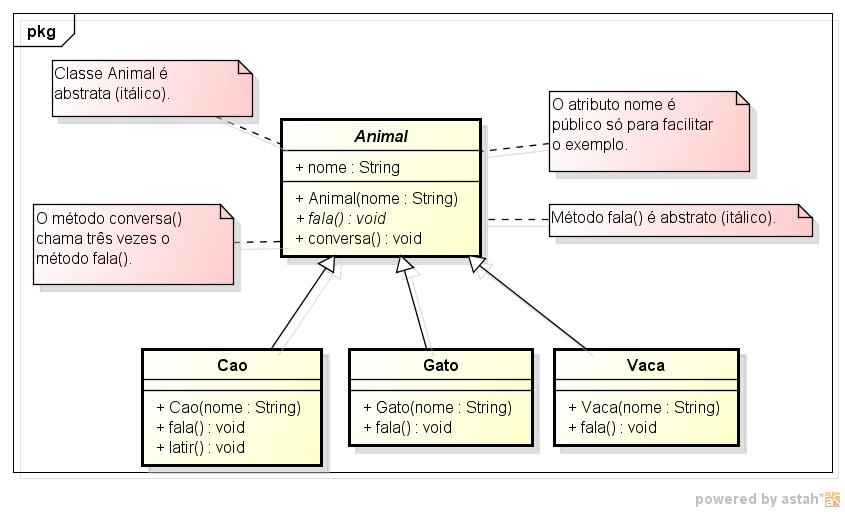 pkg
Classe Animal é
abstrata (itálico).
O atributo nome é
público só para facilitar
o exemplo.
Animal
+ nome : String
+ Animal(nome : String)
+ fala() : void
+ conversa() : void
O método conversa()
chama três vezes o
método fala().
Método fala() é abstrato (itálico).
Cao
+ Cao(nome : String)
+ fala() : void
+ latir() : void
Gato
+ Gato(nome : String)
+ fala() : void
Vaca
+ Vaca(nome : String)
+ fala() : void
powered by astah*